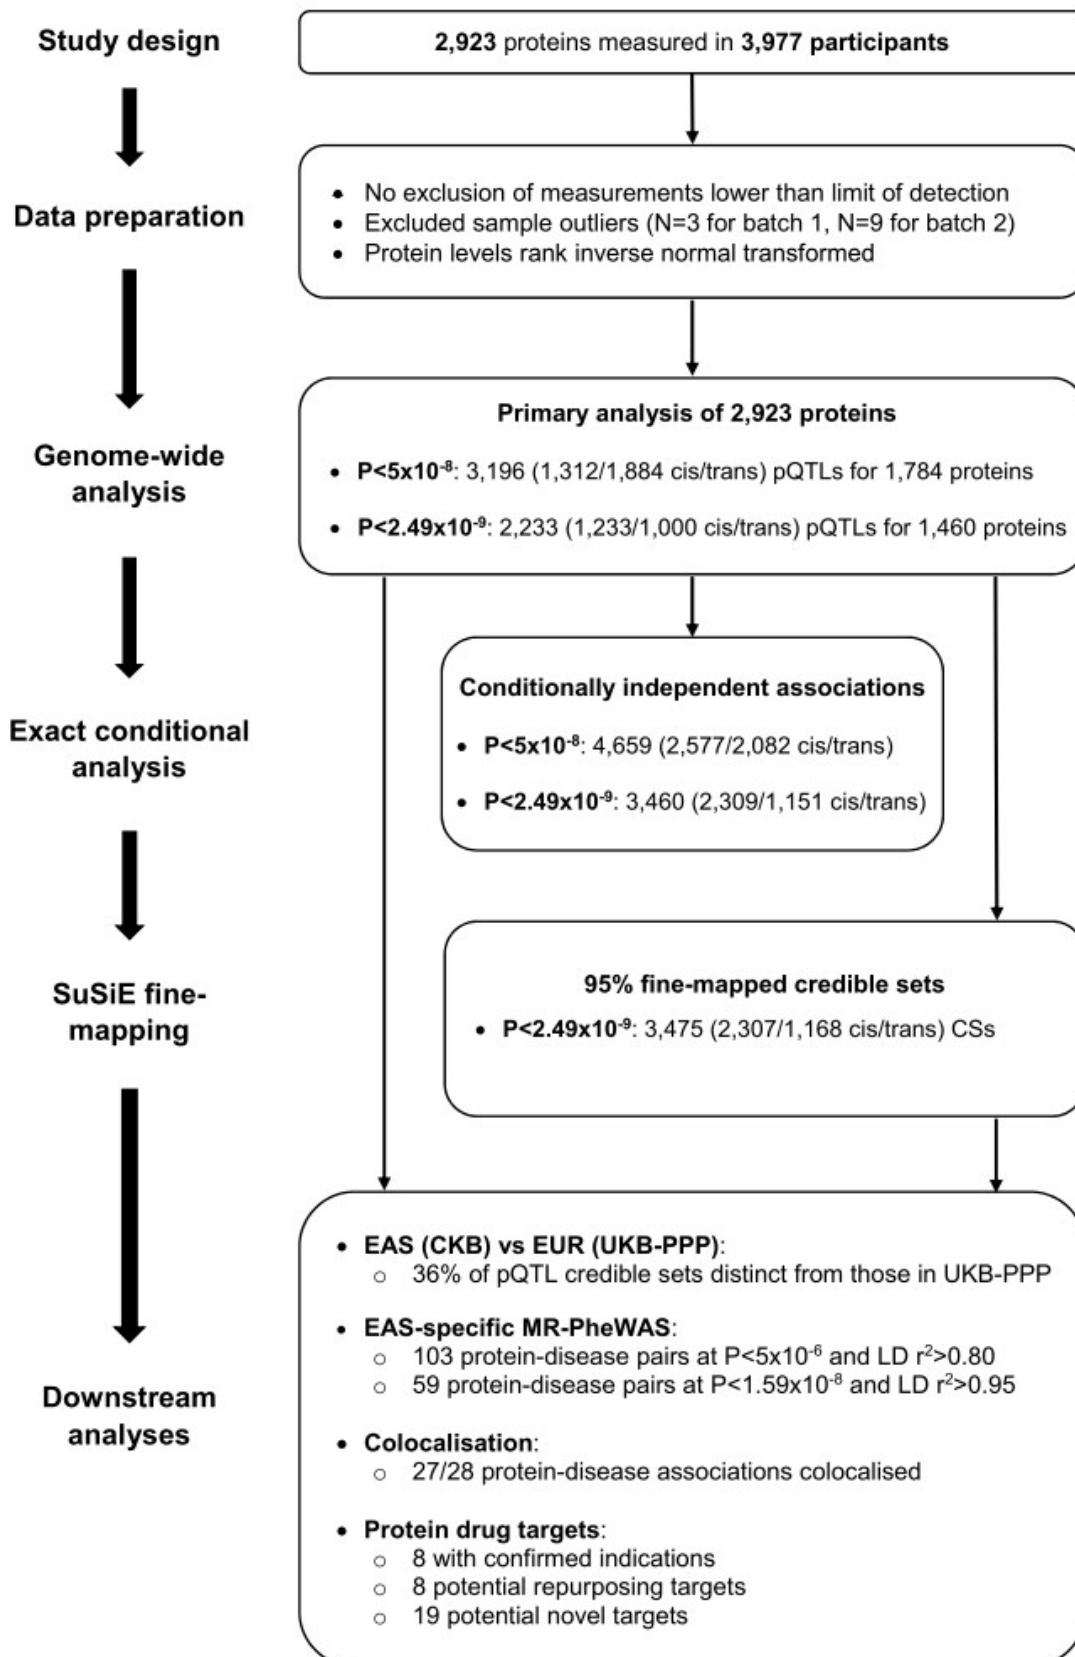 Study design
2,923 proteins measured in 3,977 participants
Data preparation
• No exclusion of measurements lower than limit of detection
• Excluded sample outliers (N=3 for batch 1, N=9 for batch 2)
• Protein levels rank inverse normal transformed
Genome-wide
analysis
Primary analysis of 2,923 proteins
• P<5x10⁻⁸: 3,196 (1,312/1,884 cis/trans) pQTLs for 1,784 proteins
• P<2.49x10⁻⁹: 2,233 (1,233/1,000 cis/trans) pQTLs for 1,460 proteins
Exact conditional
analysis
Conditionally independent associations
• P<5x10⁻⁸: 4,659 (2,577/2,082 cis/trans)
• P<2.49x10⁻⁹: 3,460 (2,309/1,151 cis/trans)
SuSiE fine-
mapping
95% fine-mapped credible sets
• P<2.49x10⁻⁹: 3,475 (2,307/1,168 cis/trans) CSs
Downstream
analyses
• EAS (CKB) vs EUR (UKB-PPP):
○ 36% of pQTL credible sets distinct from those in UKB-PPP
• EAS-specific MR-PheWAS:
○ 103 protein-disease pairs at P<5x10⁻⁶ and LD r²>0.80
○ 59 protein-disease pairs at P<1.59x10⁻⁸ and LD r²>0.95
• Colocalisation:
○ 27/28 protein-disease associations colocalised
• Protein drug targets:
○ 8 with confirmed indications
○ 8 potential repurposing targets
○ 19 potential novel targets